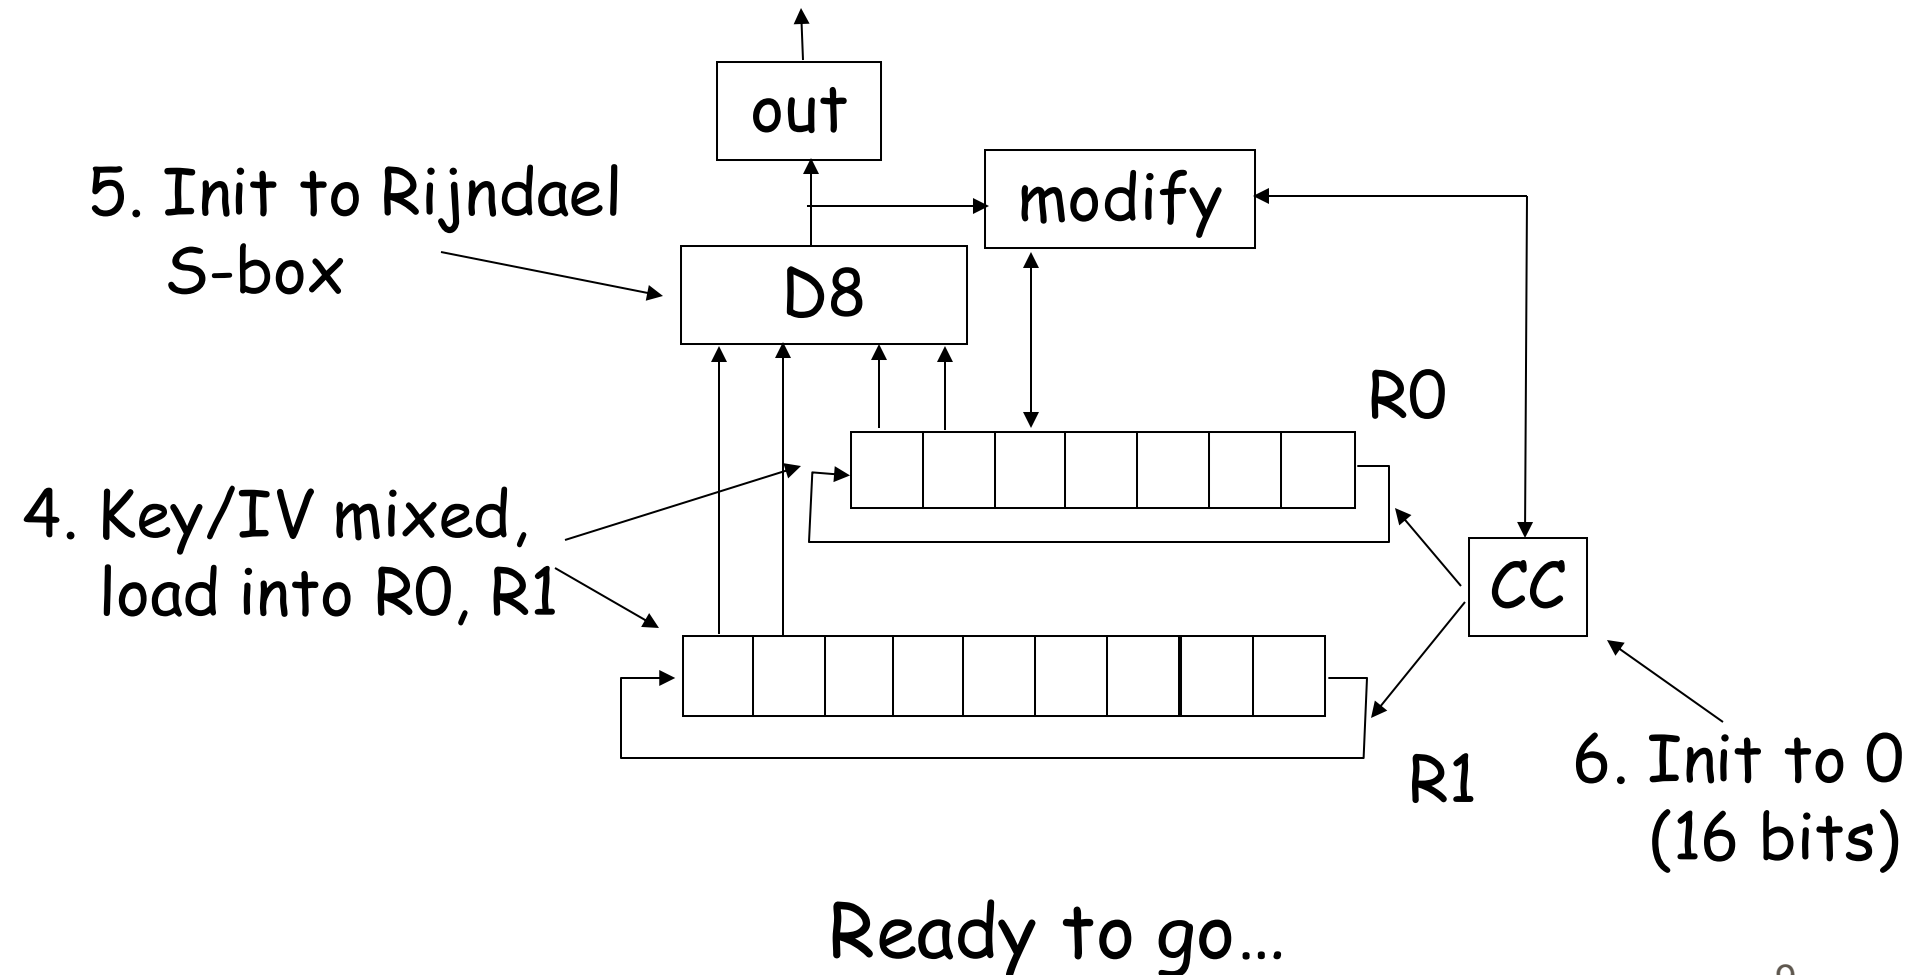 out
5. Init to Rijndael
S-box
modify
D8
R0
4. Key/IV mixed,
load into R0, R1
CC
R1
6. Init to 0
(16 bits)
Ready to go…